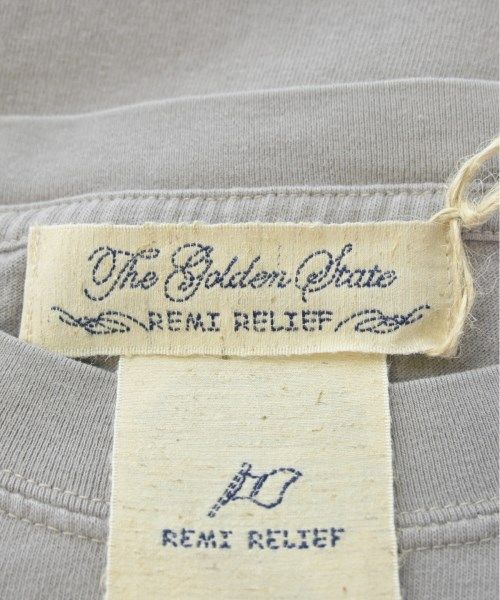 The Golden State
REMI RELIEF
REMI RELIEF